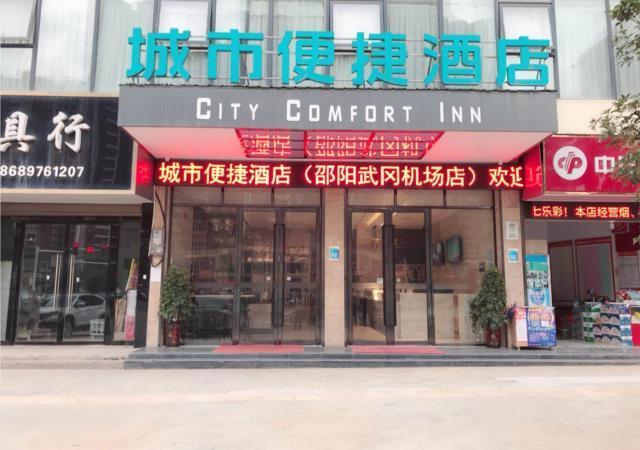 城市便捷酒店
CITY COMFORT INN
具行
8689761207
城市便捷酒店（邵阳武冈机场店）欢迎
中
七乐彩！本店经营烟、